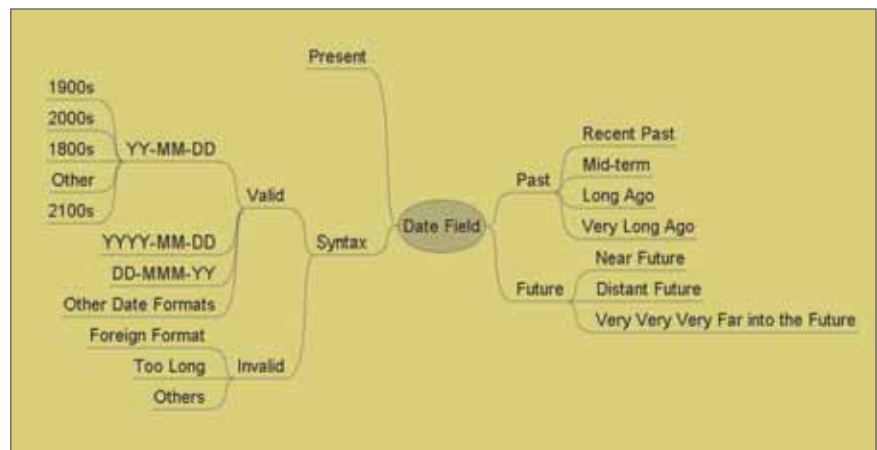 Present
1900s
2000s
1800s
Other
2100s
YY-MM-DD
Valid
YYYY-MM-DD
DD-MMM-YY
Other Date Formats
Syntax
Foreign Format
Too Long
Others
Invalid
Date Field
Past
Recent Past
Mid-term
Long Ago
Very Long Ago
Future
Near Future
Distant Future
Very Very Very Far into the Future